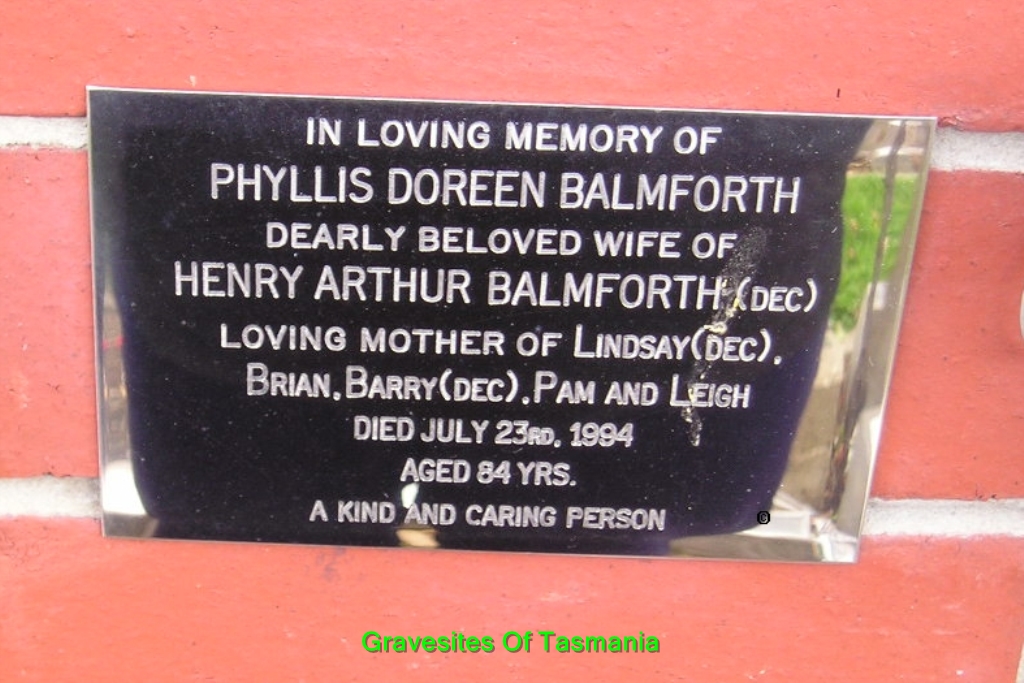 IN LOVING MEMORY OF
PHYLLIS DOREEN BALMFORTH
DEARLY BELOVED WIFE OF
HENRY ARTHUR BALMFORTH (DEC)
LOVING MOTHER OF LINDSAY(DEC).
BRIAN. BARRY(DEC). PAM AND LEIGH
DIED JULY 23RD. 1994
AGED 84 YRS.
A KIND AND CARING PERSON
©
Gravesites Of Tasmania